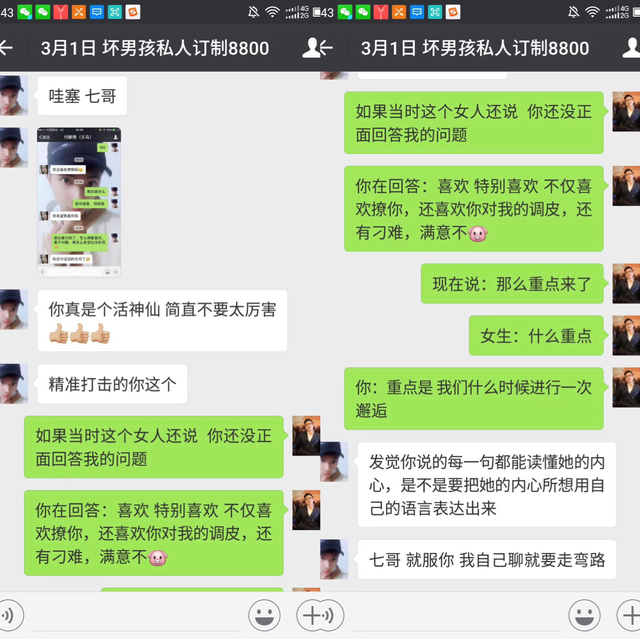 43
4G
2G
3月1日 坏男孩私人订制8800
哇塞 七哥
你真是个活神仙 简直不要太厉害
👍👍👍
精准打击的你这个
如果当时这个女人还说 你还没正
面回答我的问题
你在回答：喜欢 特别喜欢 不仅喜
欢撩你，还喜欢你对我的调皮，还
有刁难，满意不🐷
43
4G
2G
3月1日 坏男孩私人订制8800
如果当时这个女人还说 你还没正
面回答我的问题
你在回答：喜欢 特别喜欢 不仅喜
欢撩你，还喜欢你对我的调皮，还
有刁难，满意不🐷
现在说：那么重点来了
女生：什么重点
你：重点是 我们什么时候进行一次
邂逅
发觉你说的每一句都能读懂她的内
心，是不是要把她的内心所想用自
己的语言表达出来
七哥 就服你 我自己聊就要走弯路